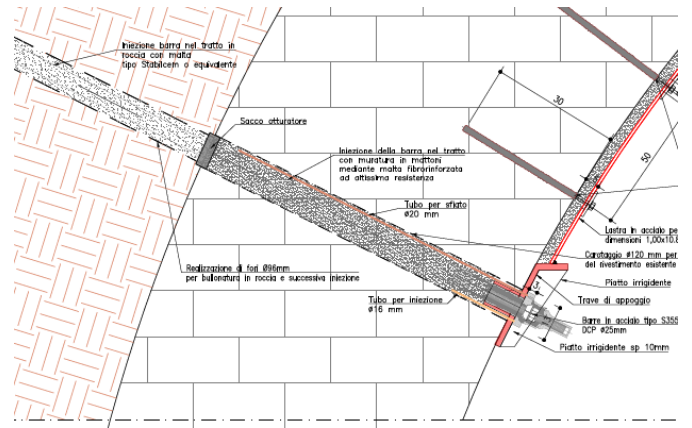 Iniezione barra nel tratto in
roccia con malta
tipo Stabilcem o equivalente
Sacco otturatore
Iniezione della barra, nel tratto
con muratura in mattoni
mediante malta fibrorinforzata
ad altissima resistenza
Tubo per sfiato
Ø20 mm
30
50
Lastra in acciaio pe
dimensioni 1,00x10.8
Carotaggio Ø120 mm per
del rivestimento esistente
Piatto irrigidente
Realizzazione di fori Ø96mm
per bullonatura in roccia e successiva iniezione
Tubo per iniezione
Ø16 mm
Trave di appoggio
Barre in acciaio tipo S355
DCP Ø25mm
Piatto irrigidente sp 10mm